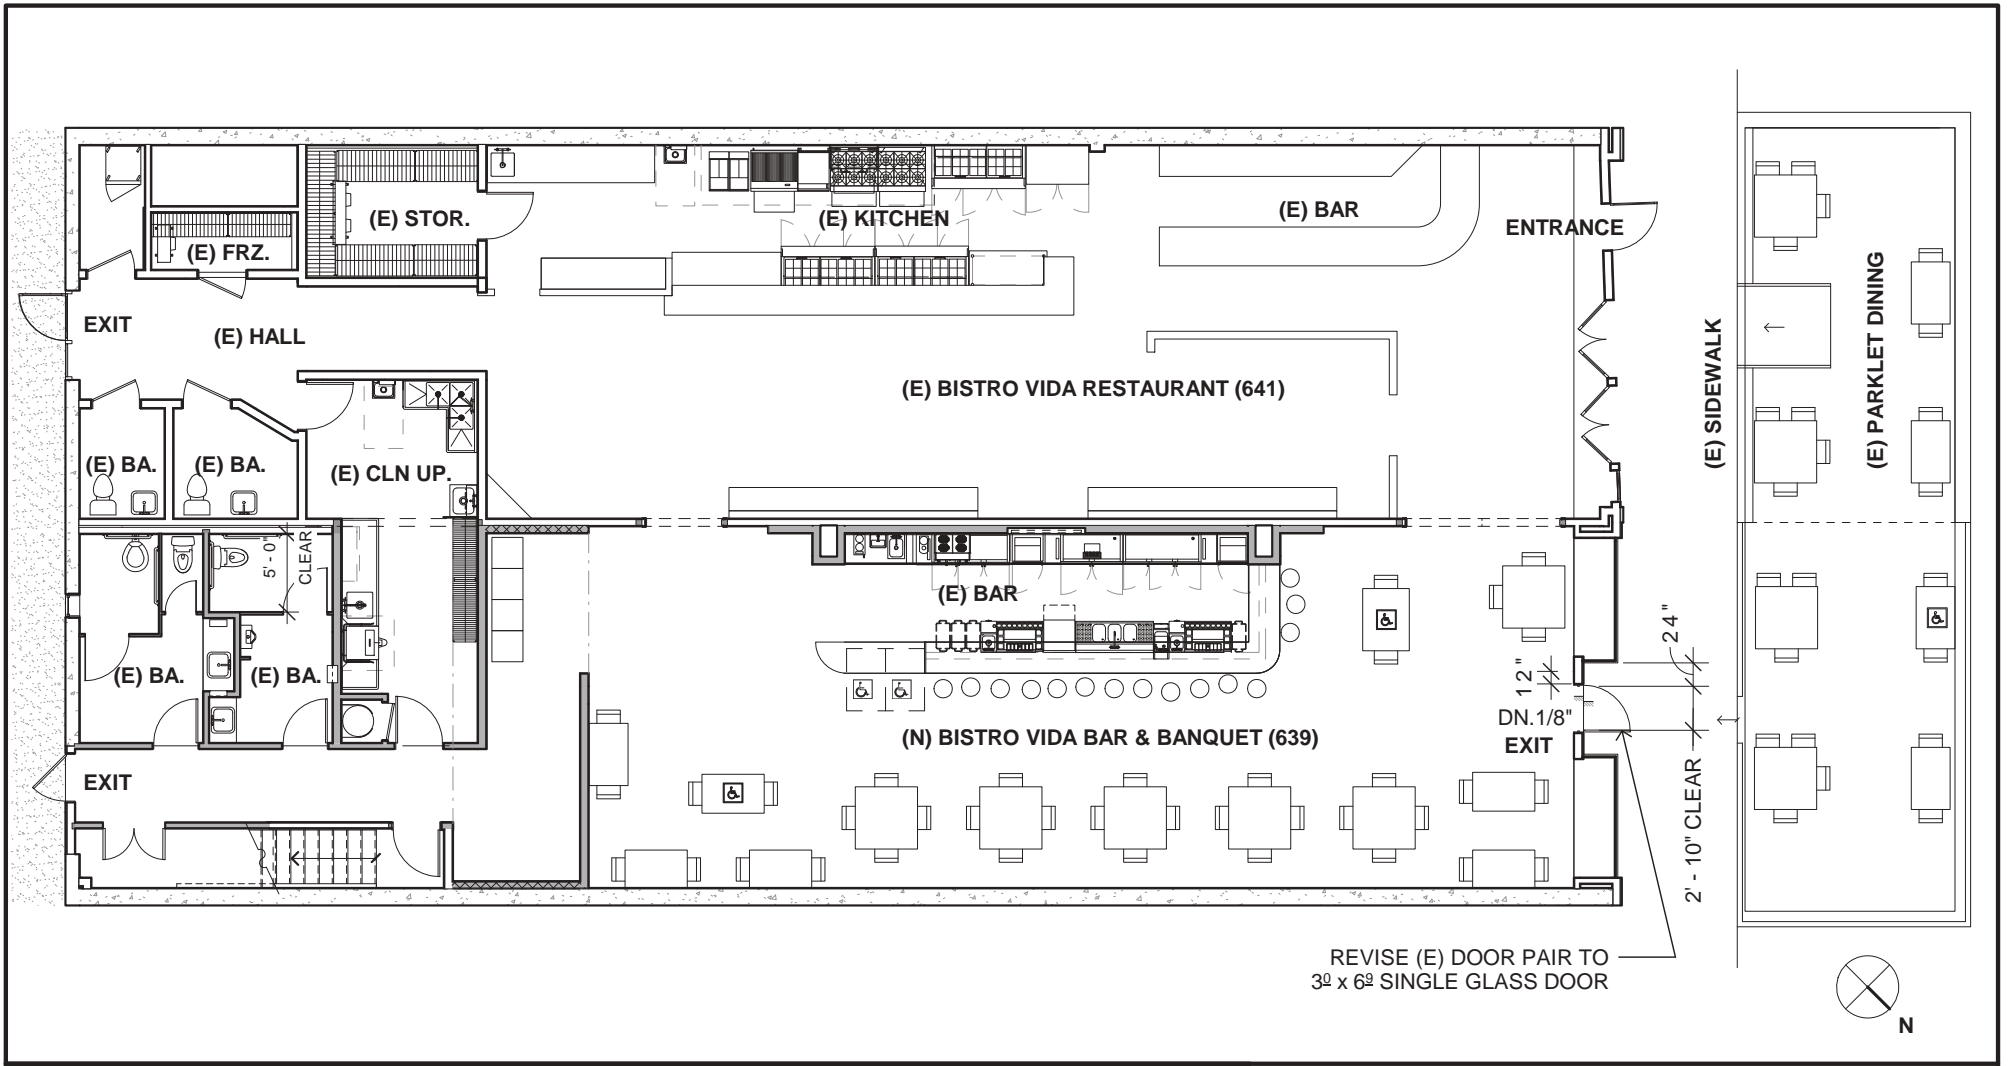 (E) STOR.
(E) KITCHEN
(E) BAR
ENTRANCE
(E) FRZ.
EXIT
(E) HALL
(E) SIDEWALK
(E) PARKLET DINING
(E) BISTRO VIDA RESTAURANT (641)
(E) BA.
(E) BA.
(E) CLN UP.
5' - 0"
CLEAR
(E) BAR
(E) BA.
(E) BA.
24"
12"
DN.1/8"
EXIT
(N) BISTRO VIDA BAR & BANQUET (639)
EXIT
2' - 10" CLEAR
REVISE (E) DOOR PAIR TO
3⁰ x 6⁹ SINGLE GLASS DOOR
N